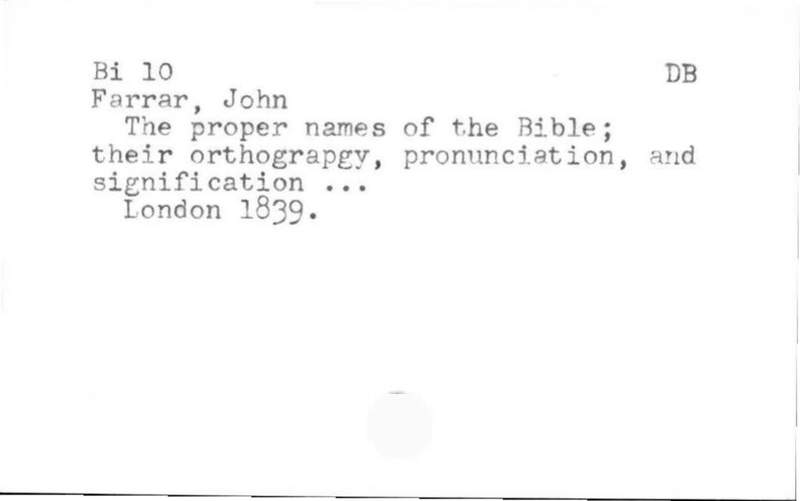 Bi 10 DB
Farrar, John
The proper names of the Bible;
their orthograpgy, pronunciation, and
signification ...
London 1839.